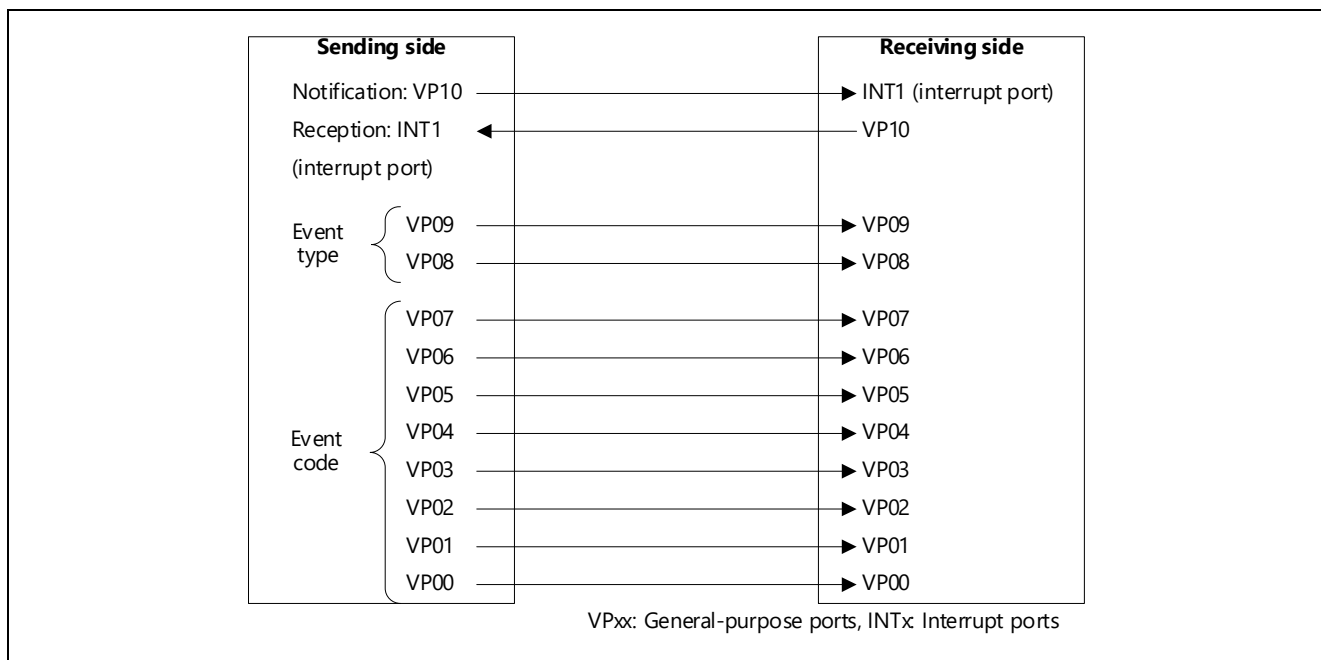 Sending side
Receiving side
Notification: VP10
INT1 (interrupt port)
Reception: INT1
VP10
(interrupt port)
Event
type
VP09
VP09
VP08
VP08
Event
code
VP07
VP07
VP06
VP06
VP05
VP05
VP04
VP04
VP03
VP03
VP02
VP02
VP01
VP01
VP00
VP00
VPxx: General-purpose ports, INTx: Interrupt ports